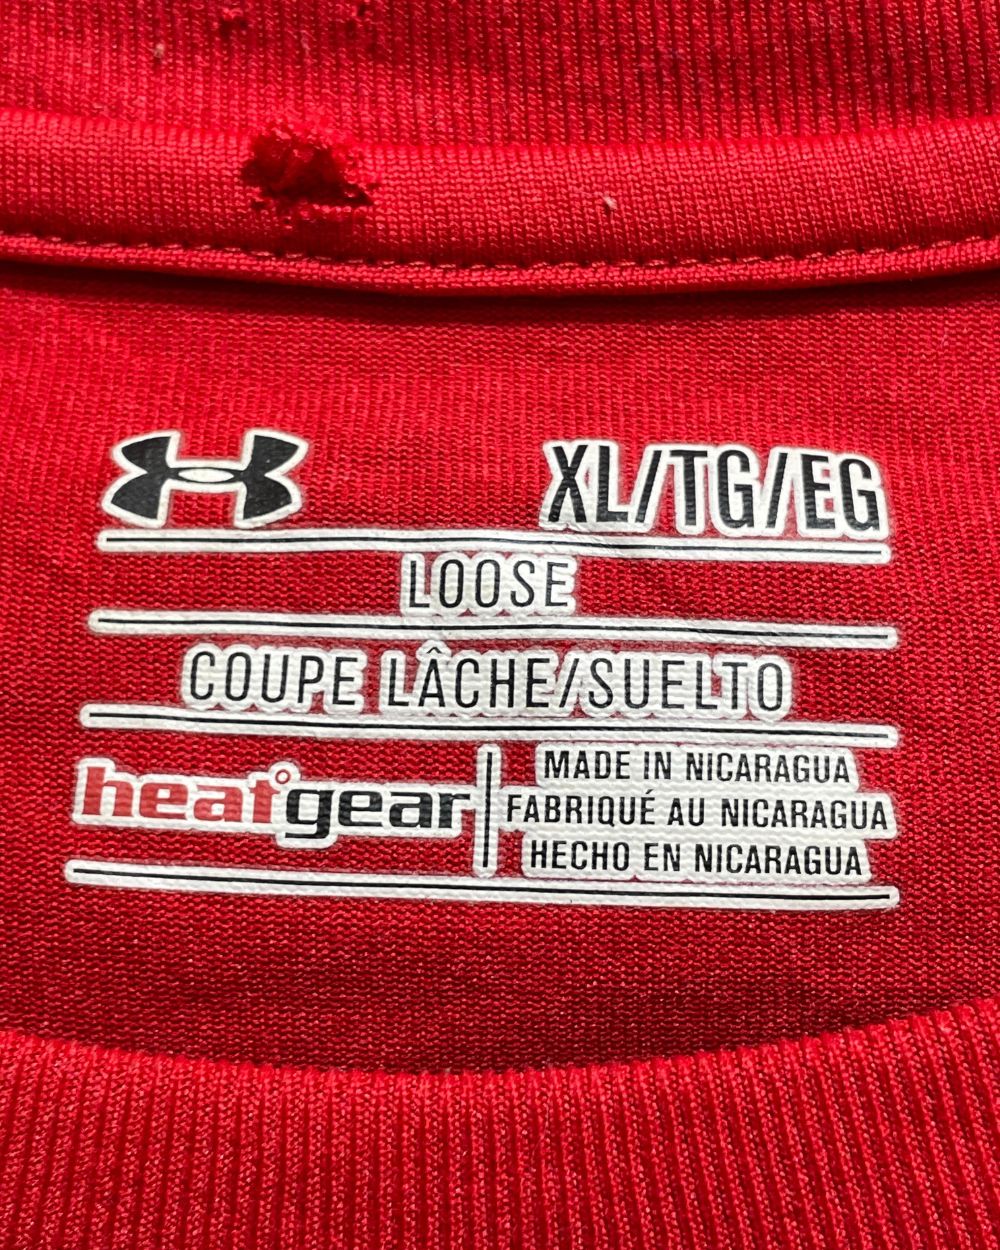 XL/TG/EG
LOOSE
COUPE LÂCHE/SUELTO
heatgear
MADE IN NICARAGUA
FABRIQUÉ AU NICARAGUA
HECHO EN NICARAGUA